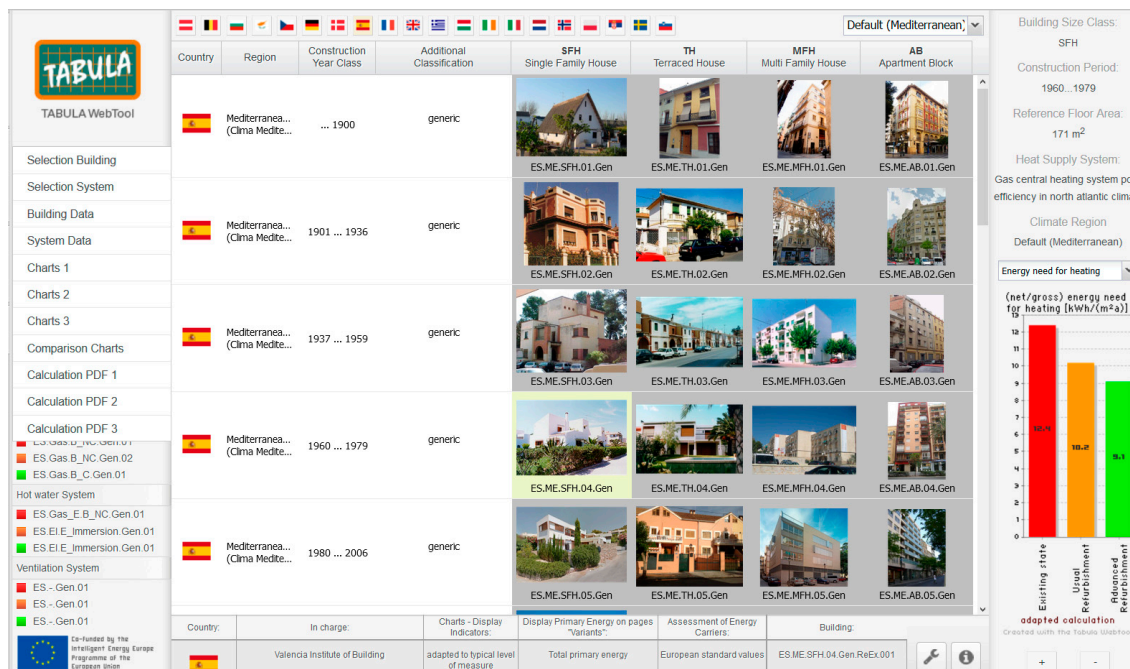 TABULA
TABULA WebTool
Selection Building
Selection System
Building Data
System Data
Charts 1
Charts 2
Charts 3
Comparison Charts
Calculation PDF 1
Calculation PDF 2
Calculation PDF 3
ES.Gas.B_NC.Gen.01
ES.Gas.B_NC.Gen.02
ES.Gas.B_C.Gen.01
Hot water System
ES.Gas_E.B_NC.Gen.01
ES.El.E_Immersion.Gen.01
ES.El.E_Immersion.Gen.01
Ventilation System
ES.-.Gen.01
ES.-.Gen.01
ES.-.Gen.01
Co-funded by the
Intelligent Energy Europe
Programme of the
European Union
Default (Mediterranean)
Country Region Construction Year Class Additional Classification SFH Single Family House TH Terraced House MFH Multi Family House AB Apartment Block
Mediterranea... (Clima Medite... ... 1900 generic
ES.ME.SFH.01.Gen ES.ME.TH.01.Gen ES.ME.MFH.01.Gen ES.ME.AB.01.Gen
Mediterranea... (Clima Medite... 1901 ... 1936 generic
ES.ME.SFH.02.Gen ES.ME.TH.02.Gen ES.ME.MFH.02.Gen ES.ME.AB.02.Gen
Mediterranea... (Clima Medite... 1937 ... 1959 generic
ES.ME.SFH.03.Gen ES.ME.TH.03.Gen ES.ME.MFH.03.Gen ES.ME.AB.03.Gen
Mediterranea... (Clima Medite... 1960 ... 1979 generic
ES.ME.SFH.04.Gen ES.ME.TH.04.Gen ES.ME.MFH.04.Gen ES.ME.AB.04.Gen
Mediterranea... (Clima Medite... 1980 ... 2006 generic
ES.ME.SFH.05.Gen ES.ME.TH.05.Gen ES.ME.MFH.05.Gen ES.ME.AB.05.Gen
Country: In charge: Charts - Display Indicators: Display Primary Energy on pages "Variants": Assessment of Energy Carriers: Building:
Valencia Institute of Building adapted to typical level of measure Total primary energy European standard values ES.ME.SFH.04.Gen.ReEx.001
Building Size Class:
SFH
Construction Period:
1960...1979
Reference Floor Area:
171 m²
Heat Supply System:
Gas central heating system po
efficiency in north atlantic clima
Climate Region
Default (Mediterranean)
Energy need for heating
(net/gross) energy need
for heating [kWh/(m²a)]
13
12
11
10
9
8
7
6
5
4
3
2
1
0
12.4
10.2
9.1
Existing state
Usual Refurbishment
Advanced Refurbishment
adapted calculation
Created with the Tabula Webtoo
+ -